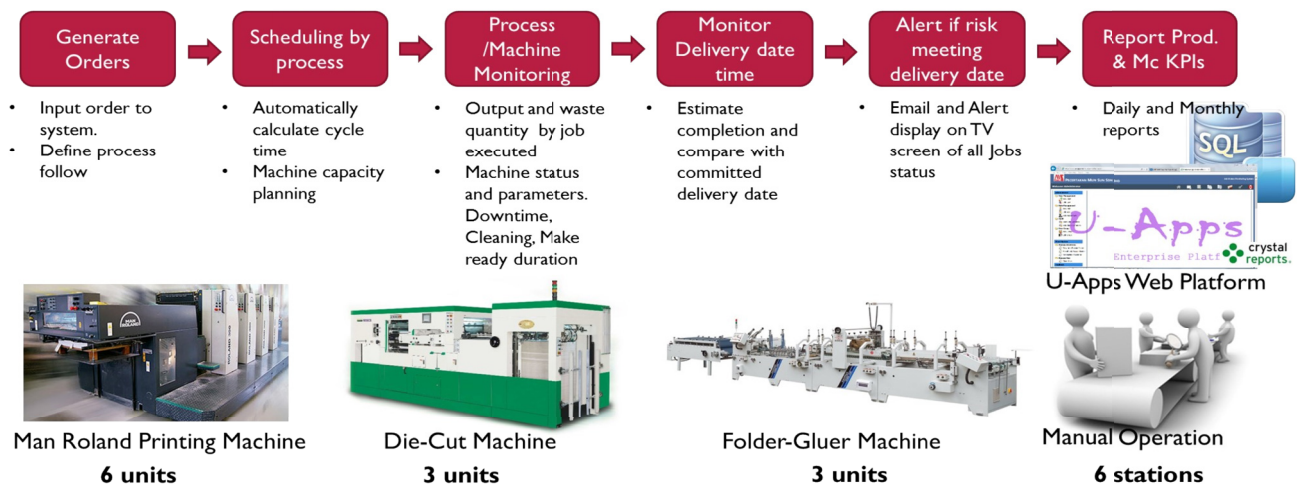 Generate
Orders
Scheduling by
process
Process
/Machine
Monitoring
Monitor
Delivery date
time
Alert if risk
meeting
delivery date
Report Prod.
& Mc KPIs
• Input order to
system.
• Define process
follow
• Automatically
calculate cycle
time
• Machine capacity
planning
• Output and waste
quantity by job
executed
• Machine status
and parameters.
Downtime,
Cleaning, Make
ready duration
• Estimate
completion and
compare with
committed
delivery date
• Email and Alert
display on TV
screen of all Jobs
status
• Daily and Monthly
reports
SQL
U-Apps
Enterprise Platf
crystal
reports.
U-Apps Web Platform
MAN
ROLAND
Man Roland Printing Machine
6 units
Die-Cut Machine
3 units
Folder-Gluer Machine
3 units
Manual Operation
6 stations